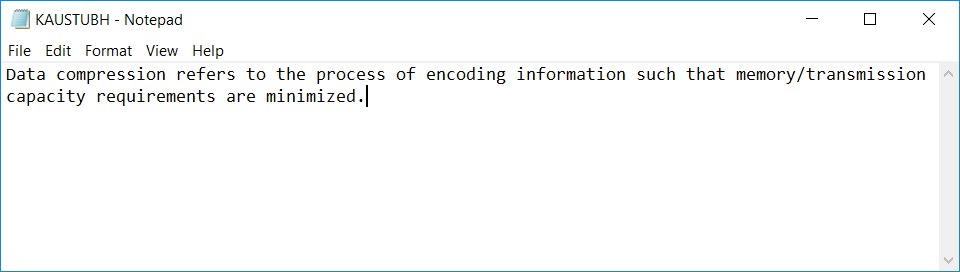 KAUSTUBH - Notepad
File Edit Format View Help
Data compression refers to the process of encoding information such that memory/transmission
capacity requirements are minimized.